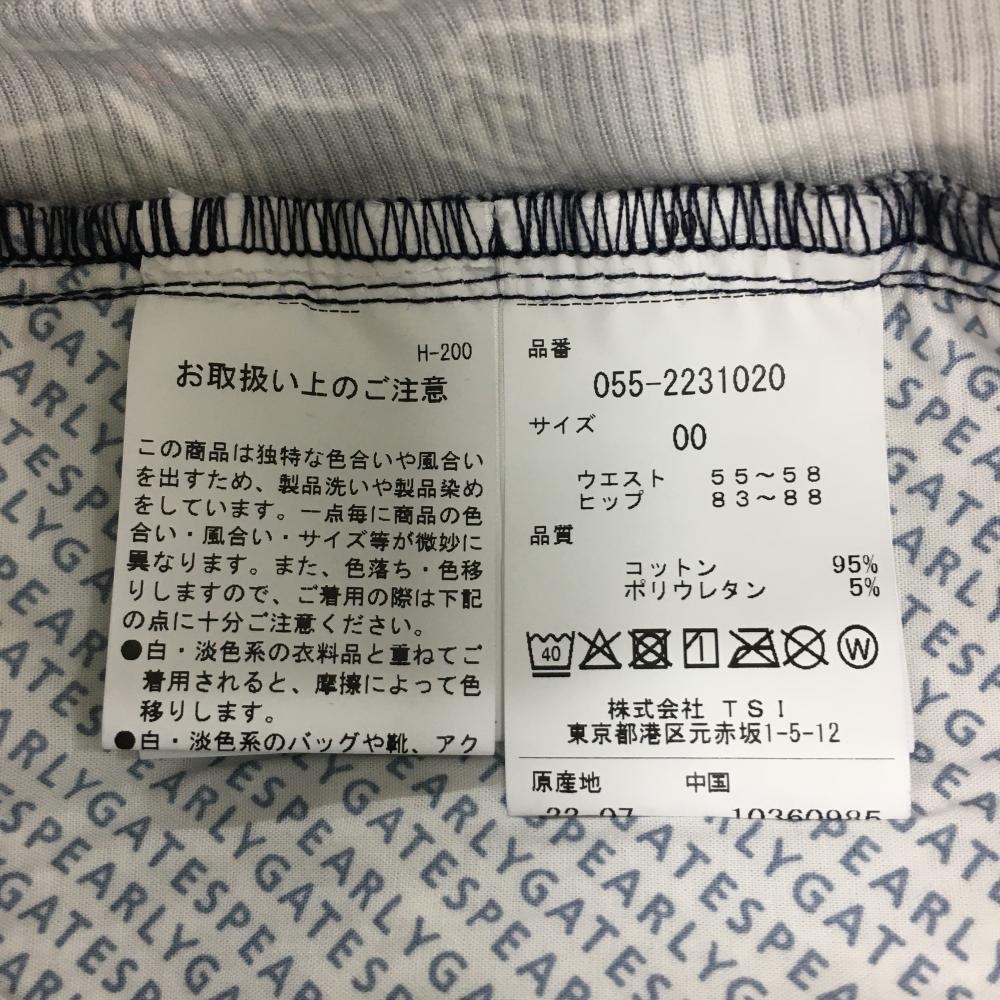 H-200
お取扱い上のご注意
この商品は独特な色合いや風合い
を出すため、製品洗いや製品染め
をしています。一点毎に商品の色
合い・風合い・サイズ等が微妙に
異なります。また、色落ち・色移
りしますので、ご着用の際は下記
の点に十分ご注意ください。
●白・淡色系の衣料品と重ねてご
着用されると、摩擦によって色
移りします。
●白・淡色系のバッグや靴、アク
品番
055-2231020
サイズ
00
ウエスト 55～58
ヒップ 83～88
品質
コットン 95%
ポリウレタン 5%
40
W
株式会社 TSI
東京都港区元赤坂1-5-12
原産地 中国
22-07 10360985
PEARLYGATES